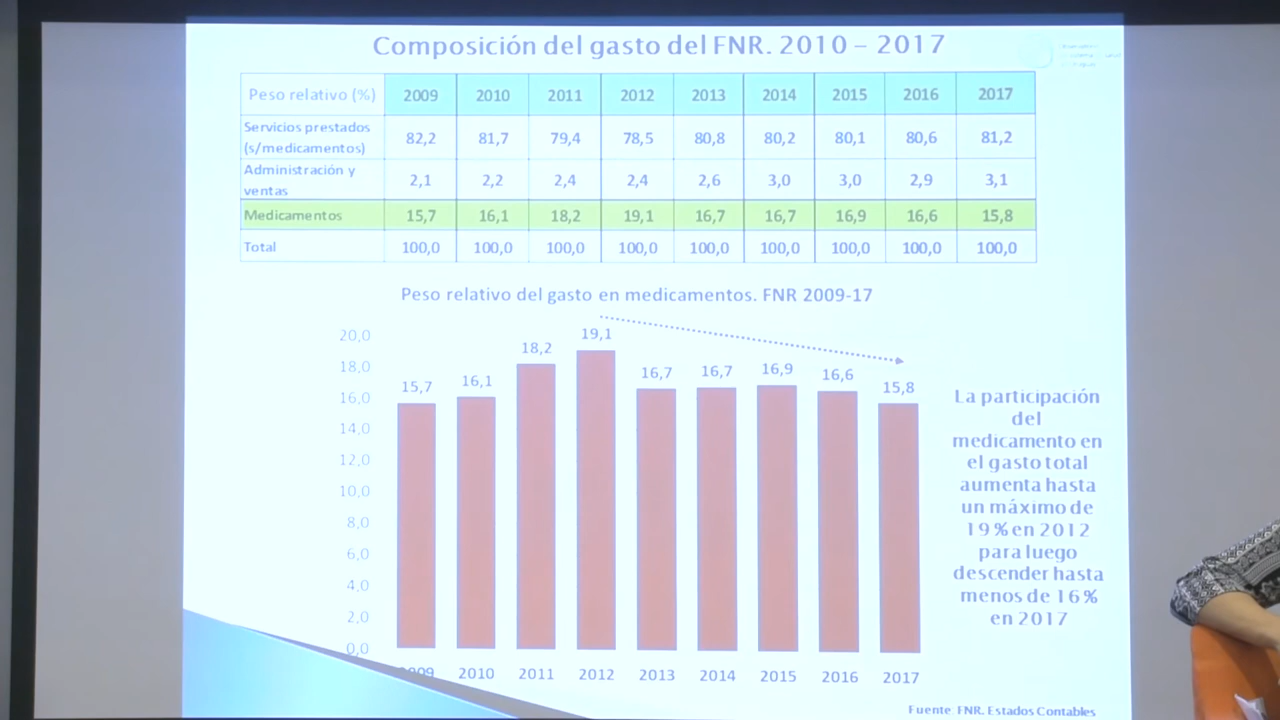 Composición del gasto del FNR. 2010 – 2017
Peso relativo (%) 2009 2010 2011 2012 2013 2014 2015 2016 2017
Servicios prestados
(s/medicamentos) 82,2 81,7 79,4 78,5 80,8 80,2 80,1 80,6 81,2
Administración y
ventas 2,1 2,2 2,4 2,4 2,6 3,0 3,0 2,9 3,1
Medicamentos 15,7 16,1 18,2 19,1 16,7 16,7 16,9 16,6 15,8
Total 100,0 100,0 100,0 100,0 100,0 100,0 100,0 100,0 100,0
Peso relativo del gasto en medicamentos. FNR 2009-17
20,0
18,0
16,0
14,0
12,0
10,0
8,0
6,0
4,0
2,0
0,0
15,7 16,1 18,2 19,1 16,7 16,7 16,9 16,6 15,8
2009 2010 2011 2012 2013 2014 2015 2016 2017
La participación
del
medicamento en
el gasto total
aumenta hasta
un máximo de
19% en 2012
para luego
descender hasta
menos de 16%
en 2017
Fuente: FNR. Estados Contables